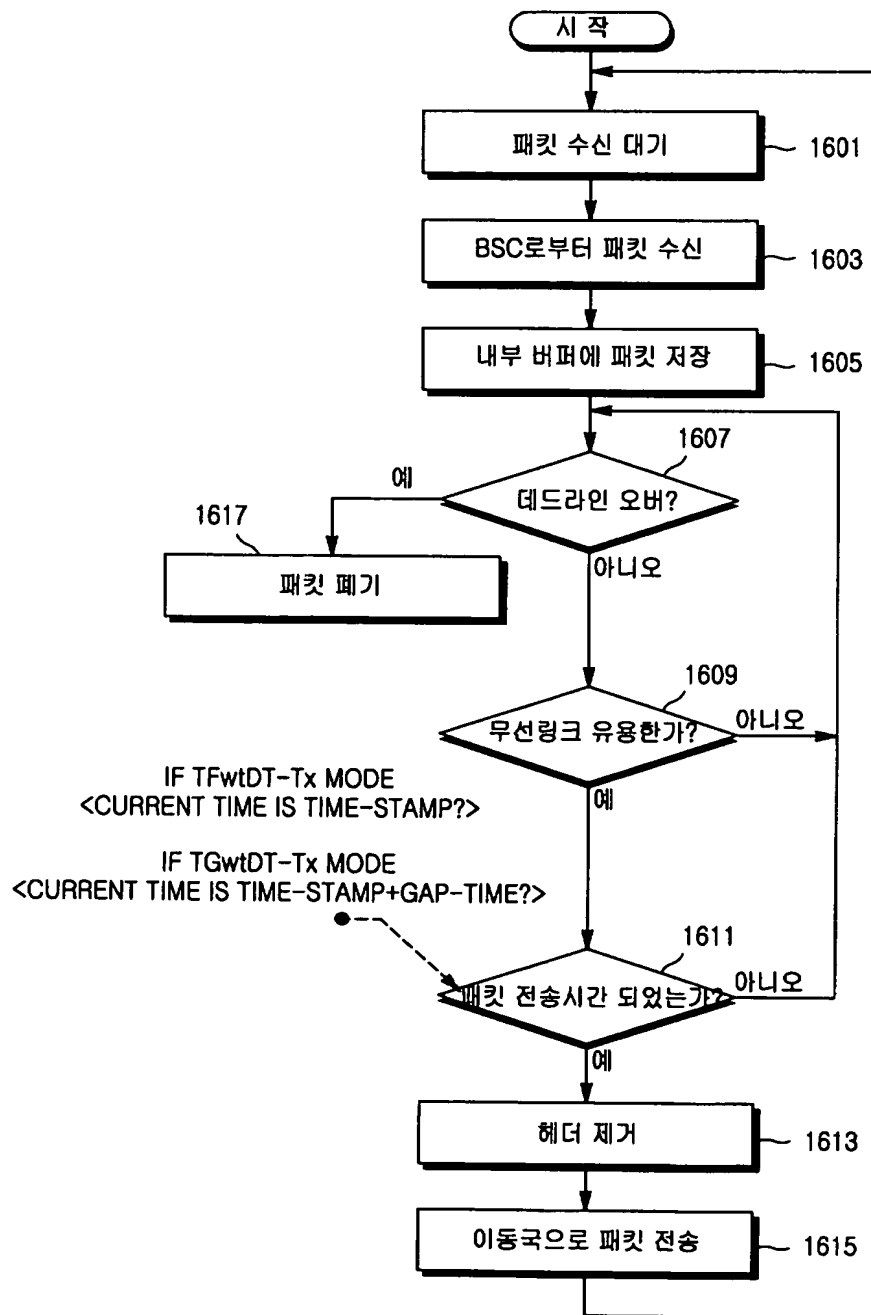 시 작
패킷 수신 대기
1601
BSC로부터 패킷 수신
1603
내부 버퍼에 패킷 저장
1605
1607
예
데드라인 오버?
1617
아니오
패킷 폐기
1609
무선링크 유용한가?
아니오
예
IF TFwtDT-Tx MODE
<CURRENT TIME IS TIME-STAMP?>
IF TGwtDT-Tx MODE
<CURRENT TIME IS TIME-STAMP+GAP-TIME?>
1611
패킷 전송시간 되었는가?
아니오
예
헤더 제거
1613
이동국으로 패킷 전송
1615